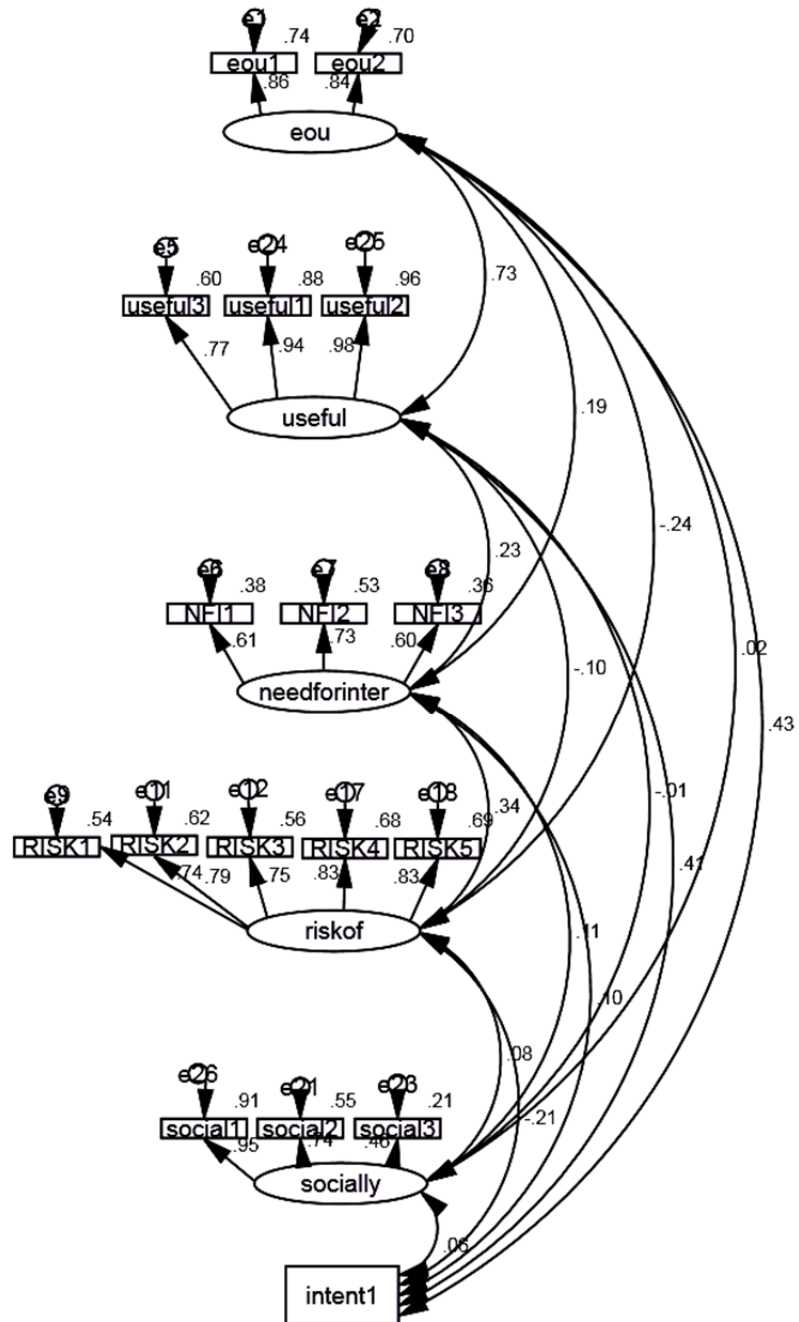 e1 e2
.74 .70
eou1 eou2
.86 .84
eou
e5 e24 e25
.60 .88 .96
useful3 useful1 useful2
.73
.77 .94 .98
useful
.19
-.24
.23
e6 e7 e8
.38 .53 .36
NFI1 NFI2 NFI3
.61 .73 .60
.02
-.10
needforinter
.43
e9 e11 e12 e17 e18
-.01
.54 .62 .56 .68 .69
.34
RISK1 RISK2 RISK3 RISK4 RISK5
.41
.74 .79 .75 .83 .83
riskof
.11
.10
.08
e26 e21 e23
.91 .55 .21
social1 social2 social3
-.21
.95 .74 .46
socially
.06
intent1